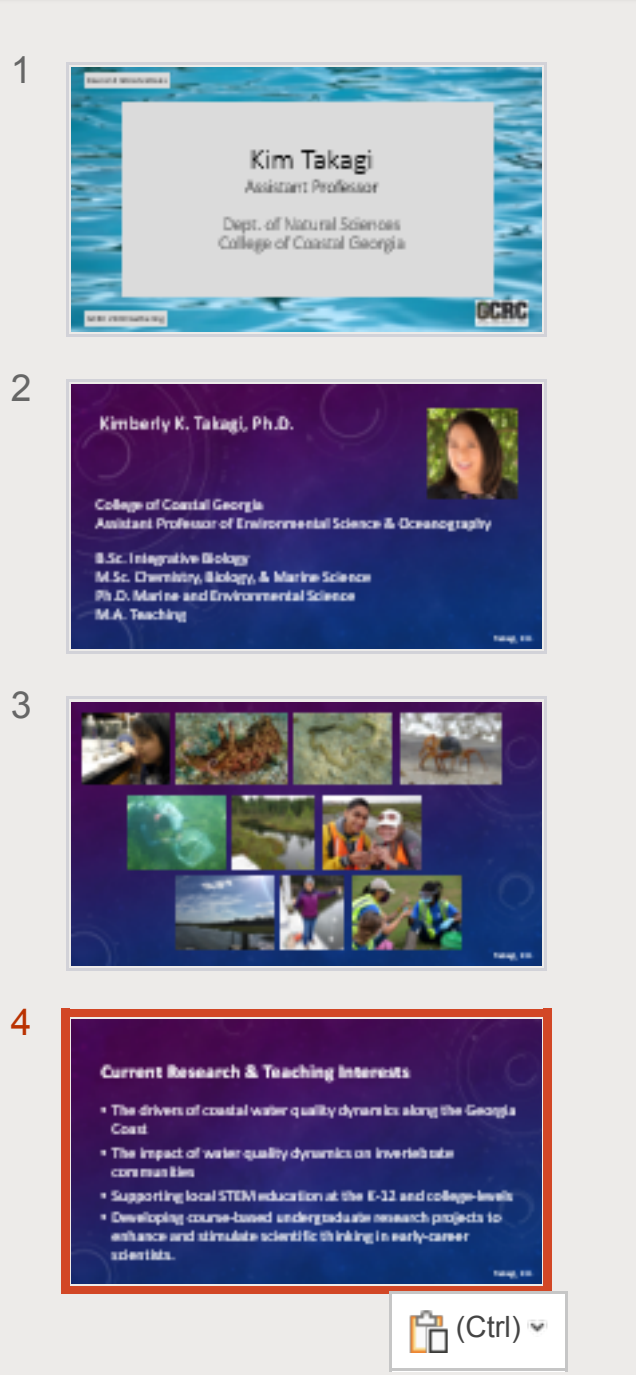 1
Kim Takagi
Assistant Professor
Dept. of Natural Sciences
College of Coastal Georgia
GCRC
2
Kimberly K. Takagi, Ph.D.
College of Coastal Georgia
Assistant Professor of Environmental Science & Oceanography
B.Sc. Integrative Biology
M.Sc. Chemistry, Biology, & Marine Science
Ph.D. Marine and Environmental Science
M.A. Teaching
3
4
Current Research & Teaching Interests
• The drivers of coastal water quality dynamics along the Georgia
Coast
• The impact of water quality dynamics on invertebrate
communities
• Supporting local STEM education at the K-12 and college-levels
• Developing course-based undergraduate research projects to
enhance and stimulate scientific thinking in early-career
scientists.
(Ctrl)